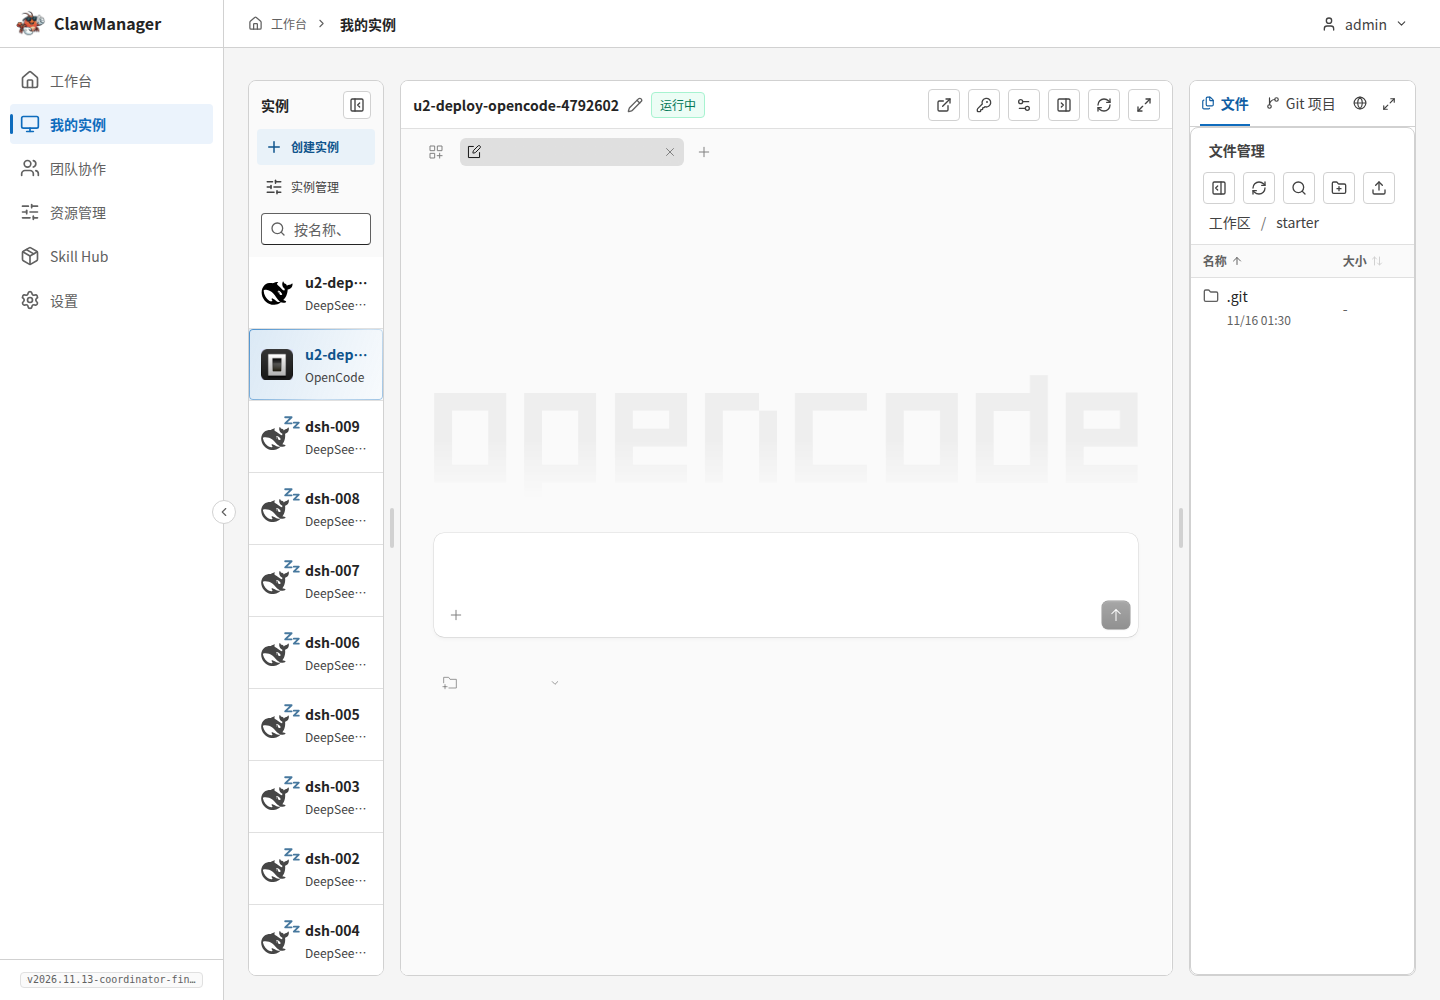 ClawManager
工作台
我的实例
admin
工作台
我的实例
团队协作
资源管理
Skill Hub
设置
v2026.11.13-coordinator-fin…
实例
创建实例
实例管理
按名称、
u2-dep…
DeepSee…
u2-dep…
OpenCode
dsh-009
DeepSee…
dsh-008
DeepSee…
dsh-007
DeepSee…
dsh-006
DeepSee…
dsh-005
DeepSee…
dsh-003
DeepSee…
dsh-002
DeepSee…
dsh-004
DeepSee…
u2-deploy-opencode-4792602
运行中
opencode
文件
Git 项目
文件管理
工作区 / starter
名称 大小
.git
-
11/16 01:30